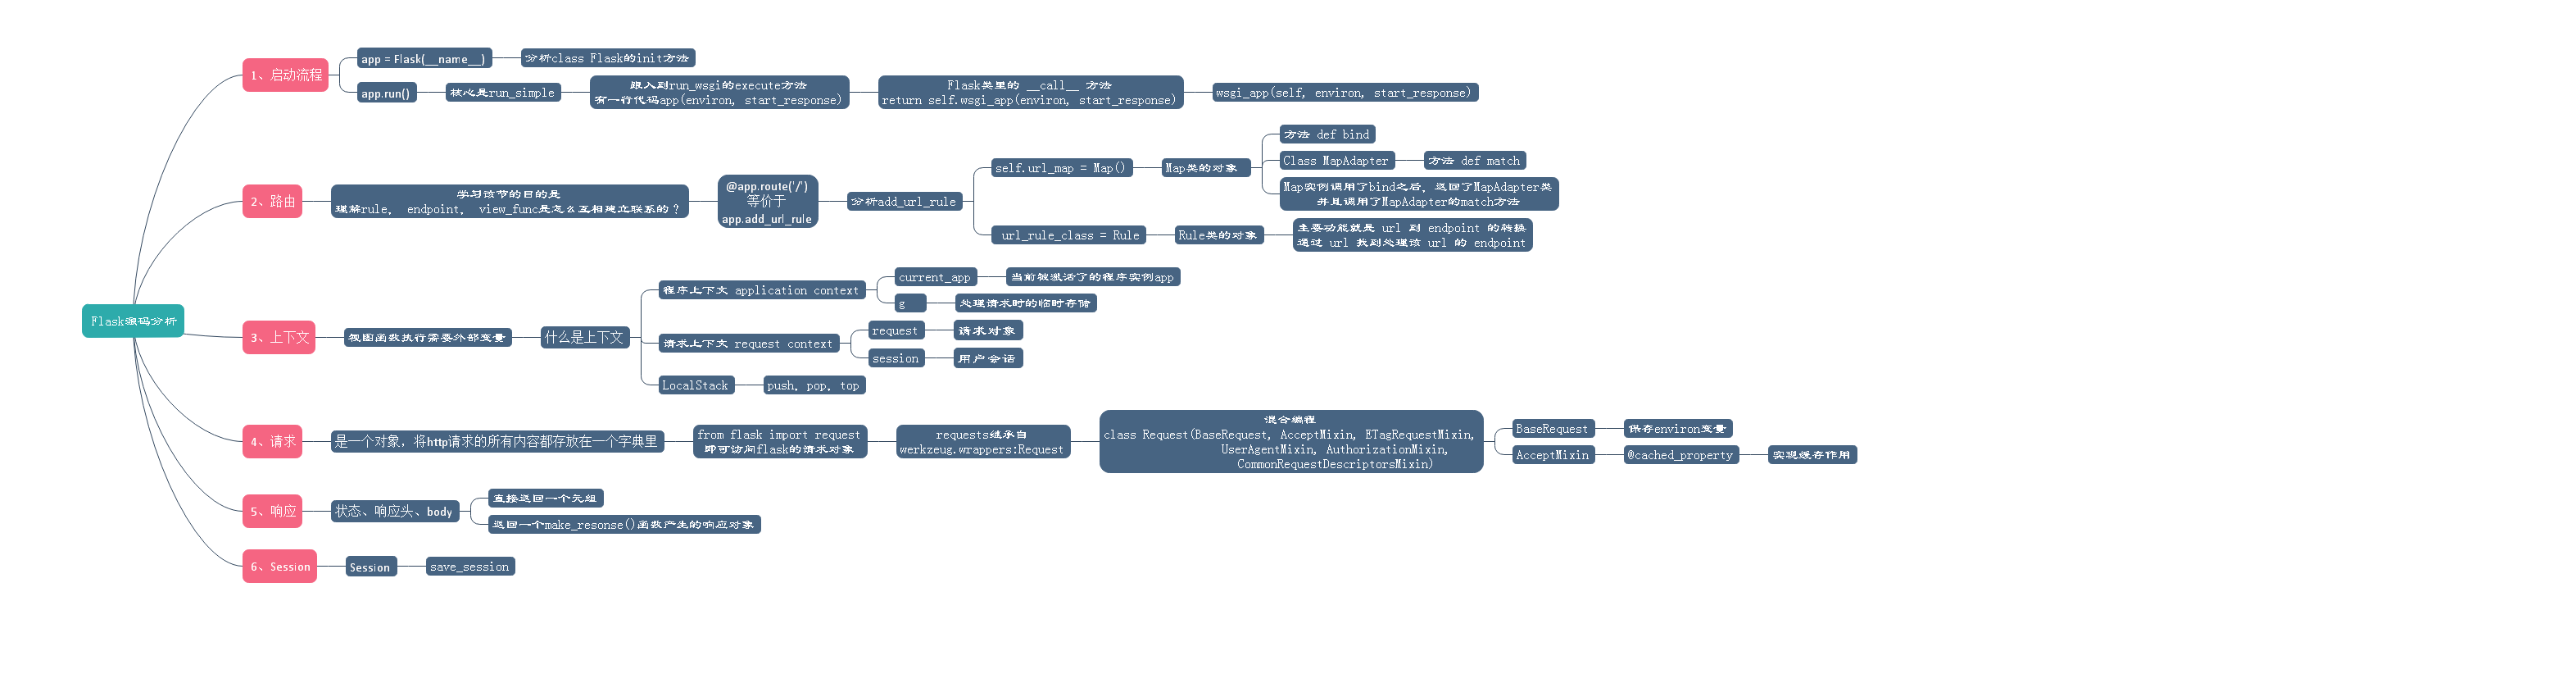 Flask源码分析
1、启动流程
app = Flask(__name__)
分析class Flask的init方法
app.run()
核心是run_simple
跟入到run_wsgi的execute方法
有一行代码app(environ, start_response)
Flask类里的 __call__ 方法
return self.wsgi_app(environ, start_response)
wsgi_app(self, environ, start_response)
2、路由
学习该节的目的是
理解rule， endpoint， view_func是怎么互相建立联系的？
@app.route('/')
等价于
app.add_url_rule
分析add_url_rule
self.url_map = Map()
Map类的对象
方法 def bind
Class MapAdapter
方法 def match
Map实例调用了bind之后，返回了MapAdapter类
并且调用了MapAdapter的match方法
url_rule_class = Rule
Rule类的对象
主要功能就是 url 到 endpoint 的转换
通过 url 找到处理该 url 的 endpoint
3、上下文
视图函数执行需要外部变量
什么是上下文
程序上下文 application context
current_app
当前被激活了的程序实例app
g
处理请求时的临时存储
请求上下文 request context
request
请求对象
session
用户会话
LocalStack
push，pop，top
4、请求
是一个对象，将http请求的所有内容都存放在一个字典里
from flask import request
即可访问flask的请求对象
requests继承自
werkzeug.wrappers:Request
混合编程
class Request(BaseRequest, AcceptMixin, ETagRequestMixin,
UserAgentMixin, AuthorizationMixin,
CommonRequestDescriptorsMixin)
BaseRequest
保存environ变量
AcceptMixin
@cached_property
实现缓存作用
5、响应
状态、响应头、body
直接返回一个元组
返回一个make_resonse()函数产生的响应对象
6、Session
Session
save_session